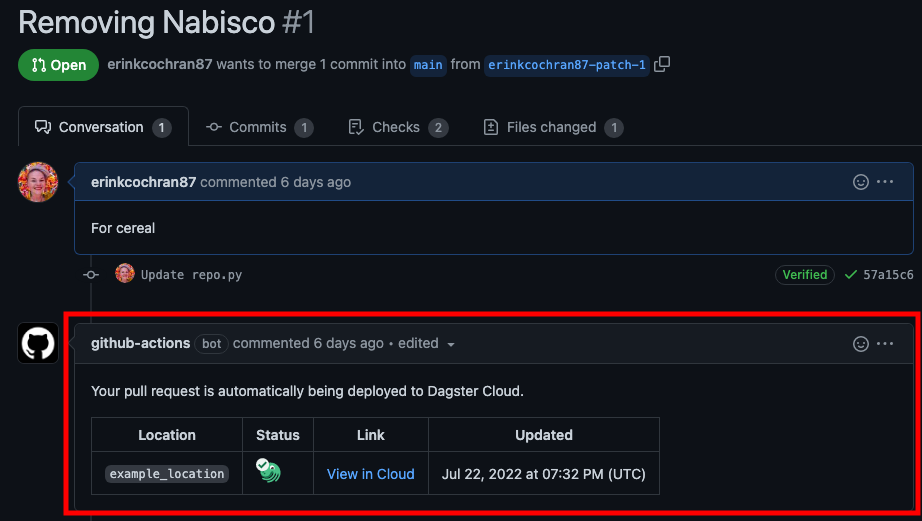 Removing Nabisco #1
Open erinkcochran87 wants to merge 1 commit into main from erinkcochran87-patch-1
Conversation 1 Commits 1 Checks 2 Files changed 1
erinkcochran87 commented 6 days ago
For cereal
Update repo.py Verified 57a15c6
github-actions bot commented 6 days ago • edited
Your pull request is automatically being deployed to Dagster Cloud.
Location Status Link Updated
example_location View in Cloud Jul 22, 2022 at 07:32 PM (UTC)